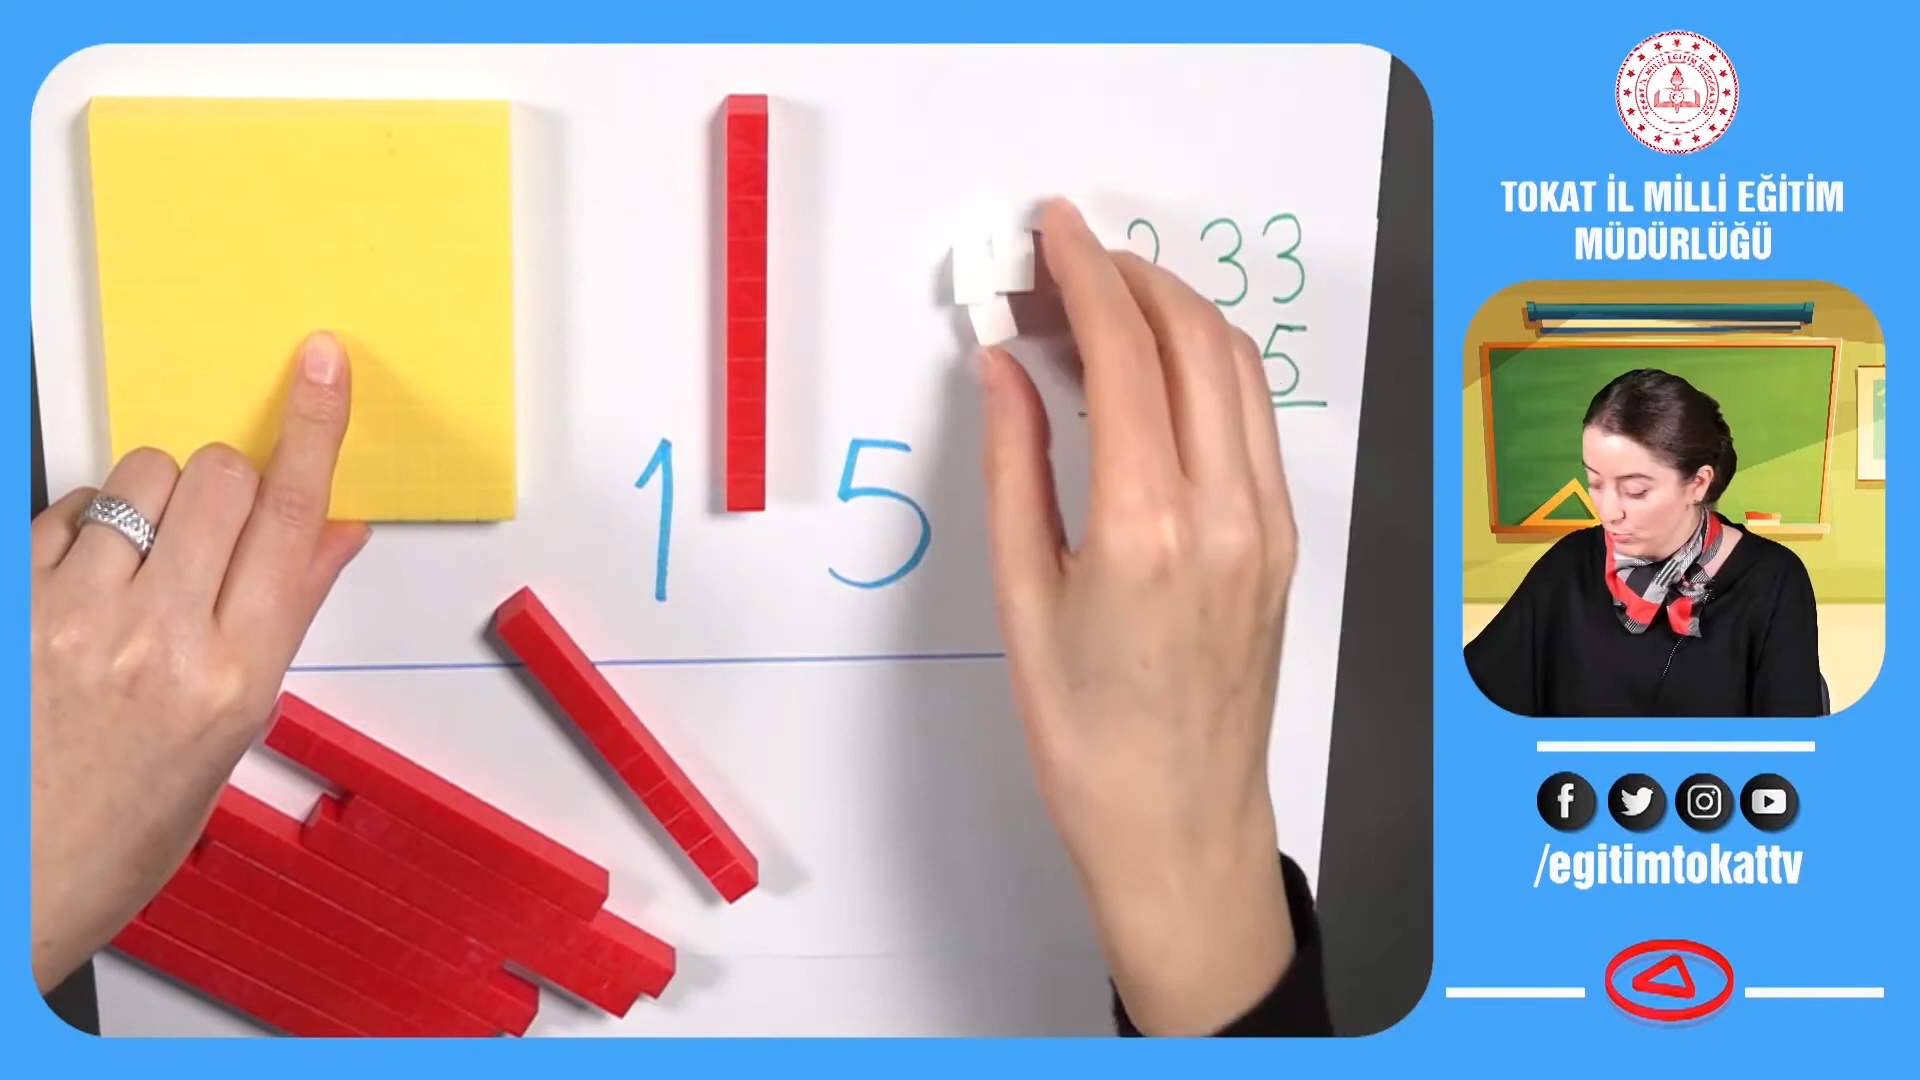 TOKAT İL MİLLİ EĞİTİM
MÜDÜRLÜĞÜ
233
5
1 5
/egitimtokattv